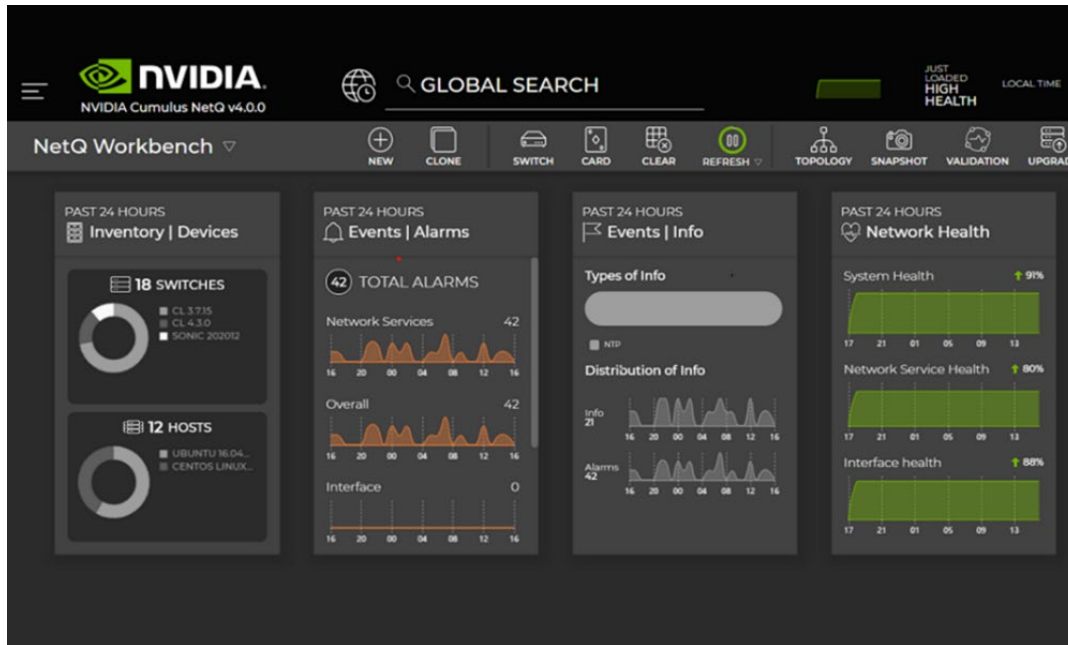 NVIDIA.
NVIDIA Cumulus NetQ v4.0.0
GLOBAL SEARCH
JUST
LOADED
HIGH
HEALTH
LOCAL TIME
NetQ Workbench
NEW
CLONE
SWITCH
CARD
CLEAR
REFRESH
TOPOLOGY
SNAPSHOT
VALIDATION
UPGRAD
PAST 24 HOURS
Inventory | Devices
18 SWITCHES
CL 3.7.15
CL 4.3.0
SONIC 202012
12 HOSTS
UBUNTU 16.04...
CENTOS LINUX...
PAST 24 HOURS
Events | Alarms
42 TOTAL ALARMS
Network Services 42
16 20 00 04 08 12 16
Overall 42
16 20 00 04 08 12 16
Interface 0
16 20 00 04 08 12 16
PAST 24 HOURS
Events | Info
Types of Info
NTP
Distribution of Info
Info
21
16 20 00 04 08 12 16
Alarms
42
16 20 00 04 08 12 16
PAST 24 HOURS
Network Health
System Health 91%
17 21 01 05 09 13
Network Service Health 80%
17 21 01 05 09 13
Interface health 88%
17 21 01 05 09 13